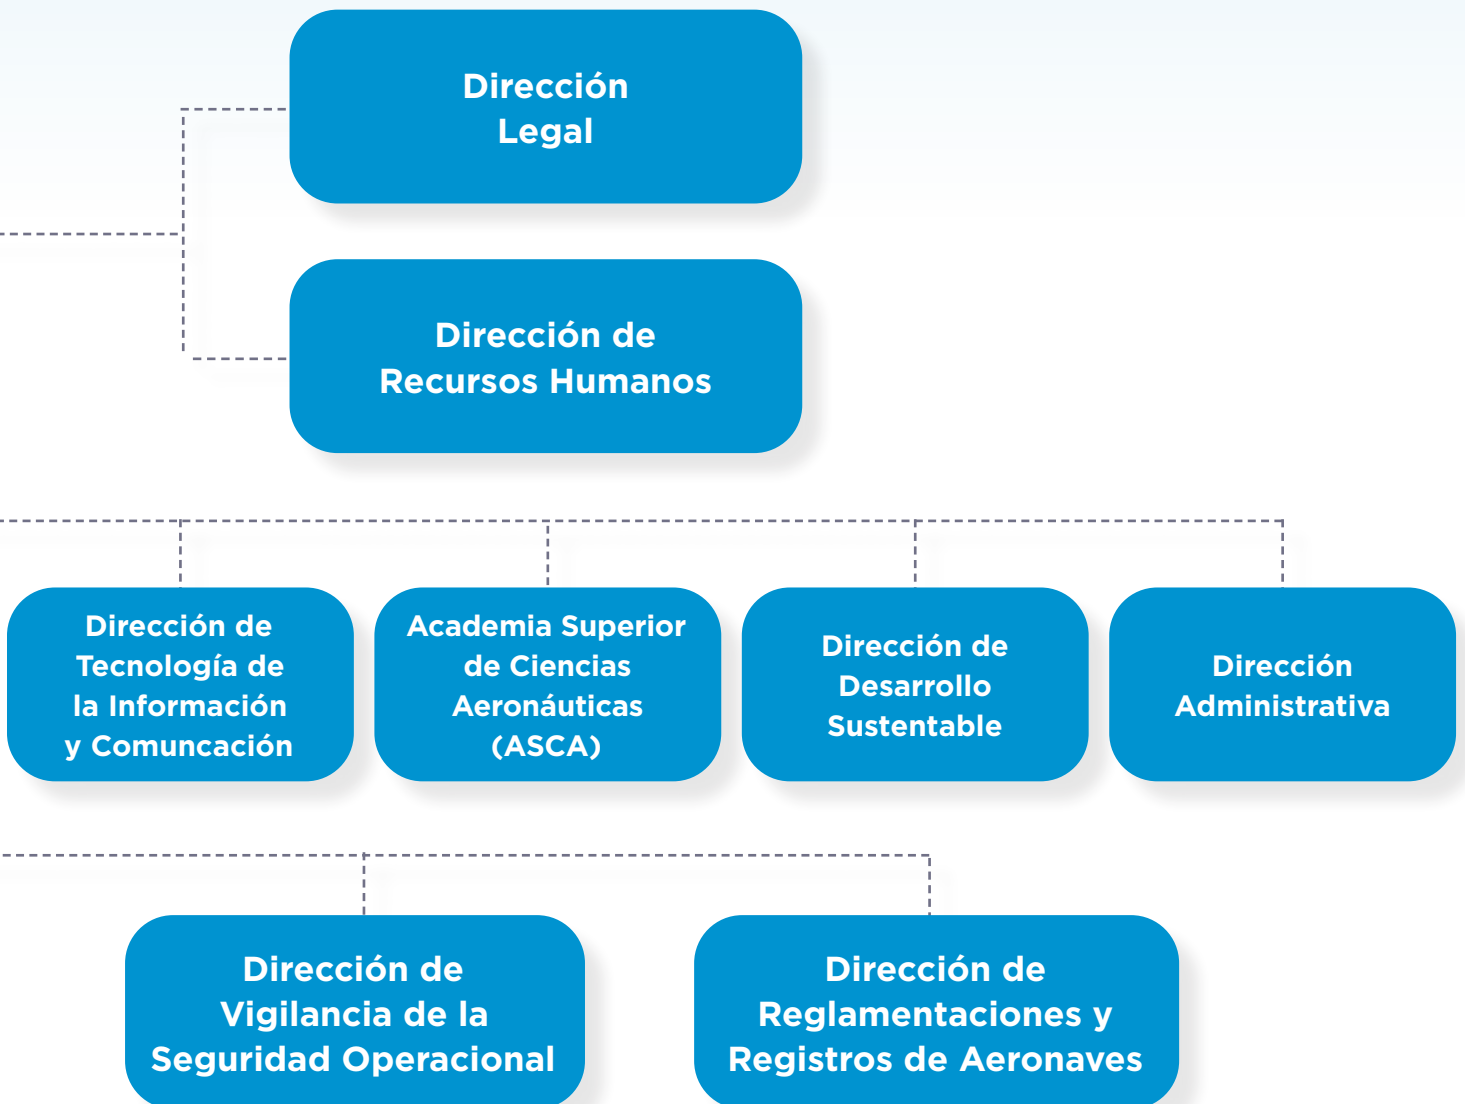 Dirección
Legal
Dirección de
Recursos Humanos
Dirección de
Tecnología de
la Información
y Comuncación
Academia Superior
de Ciencias
Aeronáuticas
(ASCA)
Dirección de
Desarrollo
Sustentable
Dirección
Administrativa
Dirección de
Vigilancia de la
Seguridad Operacional
Dirección de
Reglamentaciones y
Registros de Aeronaves